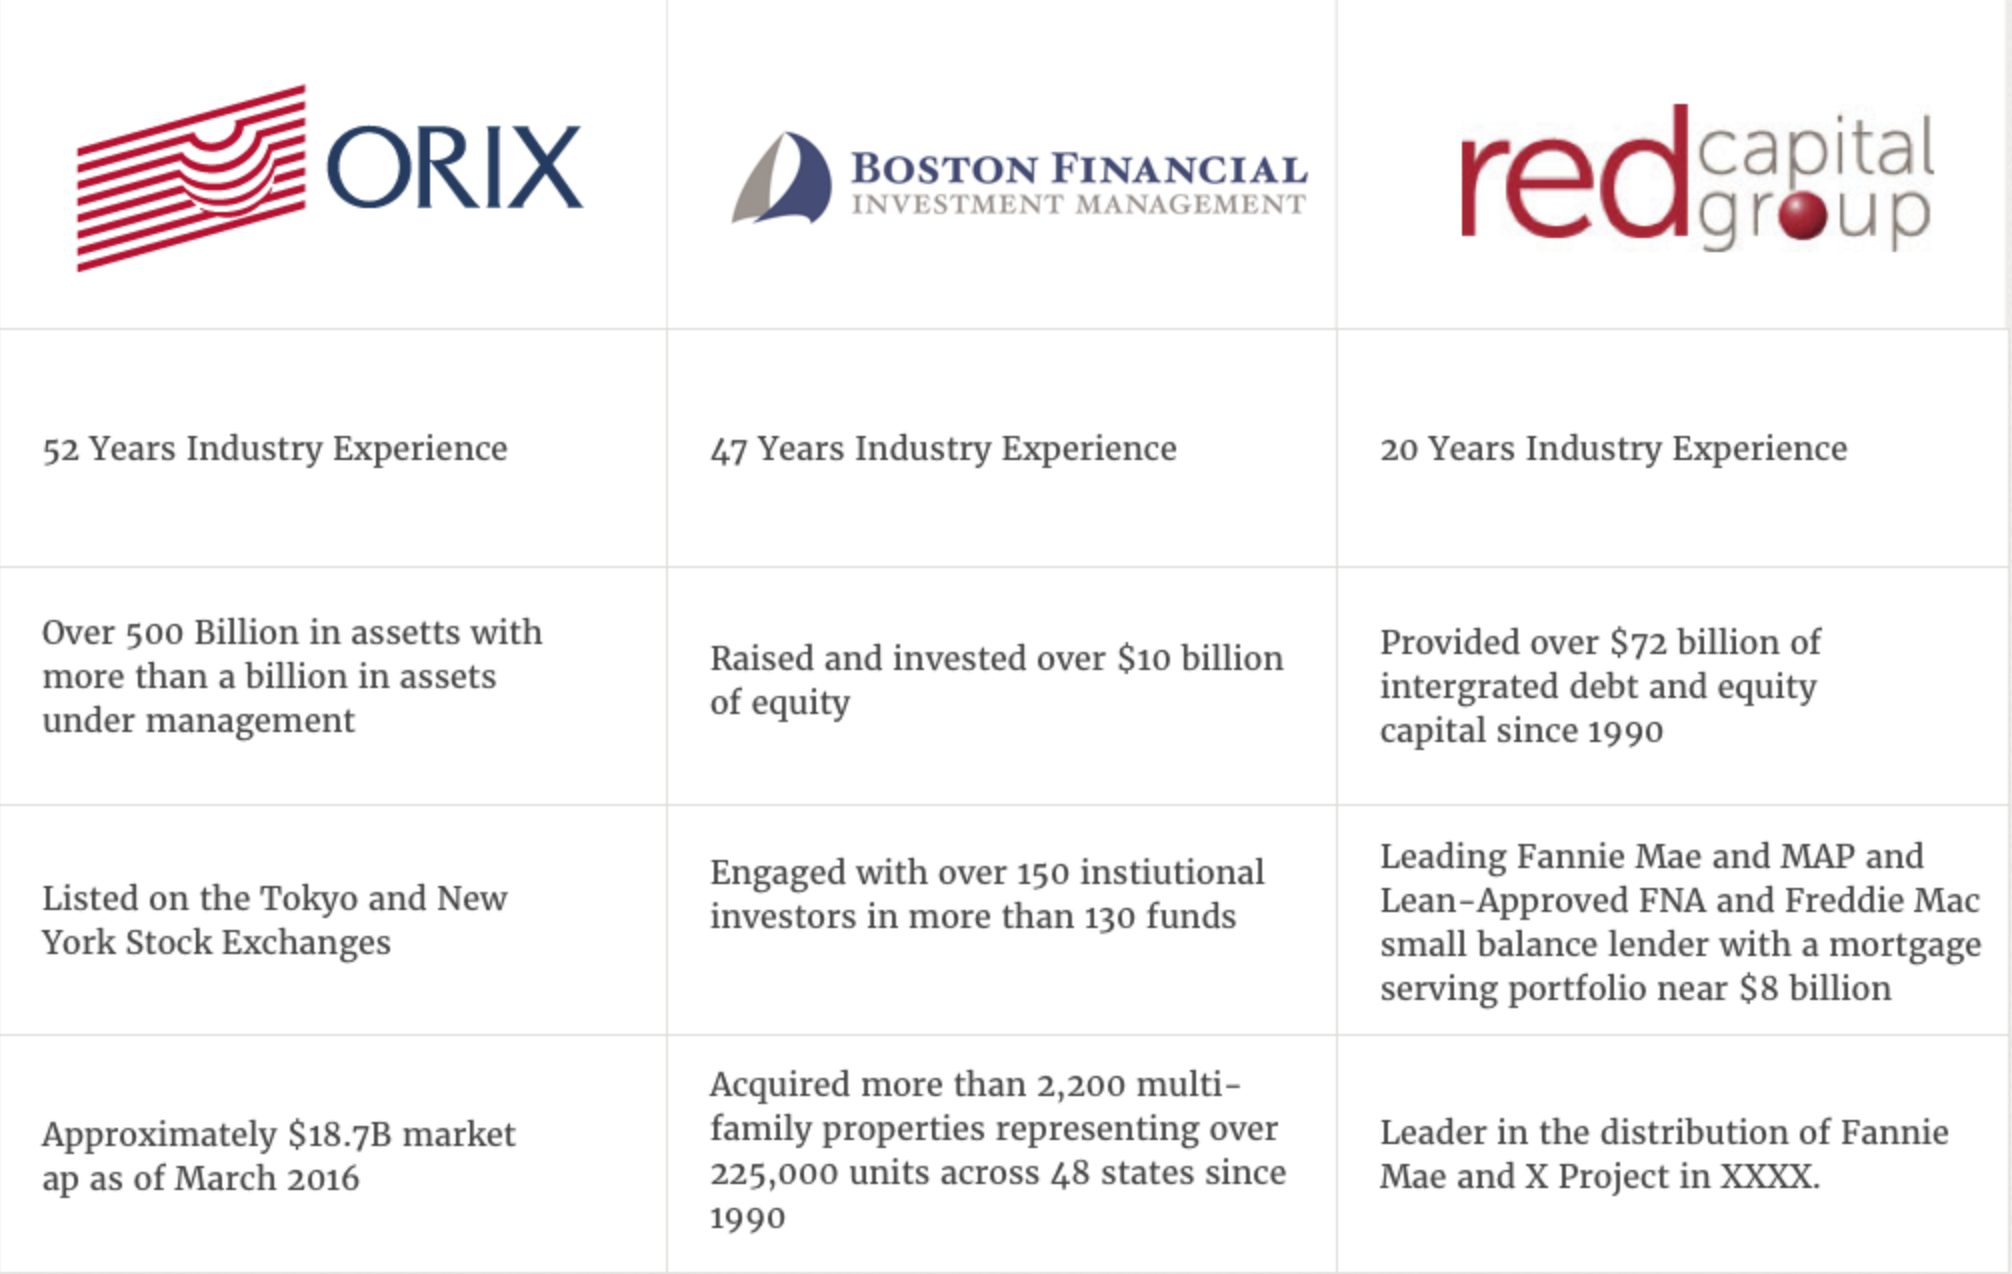 ORIX
BOSTON FINANCIAL
INVESTMENT MANAGEMENT
red capital
group
52 Years Industry Experience
47 Years Industry Experience
20 Years Industry Experience
Over 500 Billion in assetts with
more than a billion in assets
under management
Raised and invested over $10 billion
of equity
Provided over $72 billion of
intergrated debt and equity
capital since 1990
Listed on the Tokyo and New
York Stock Exchanges
Engaged with over 150 instiutional
investors in more than 130 funds
Leading Fannie Mae and MAP and
Lean-Approved FNA and Freddie Mac
small balance lender with a mortgage
serving portfolio near $8 billion
Approximately $18.7B market
ap as of March 2016
Acquired more than 2,200 multi-
family properties representing over
225,000 units across 48 states since
1990
Leader in the distribution of Fannie
Mae and X Project in XXXX.